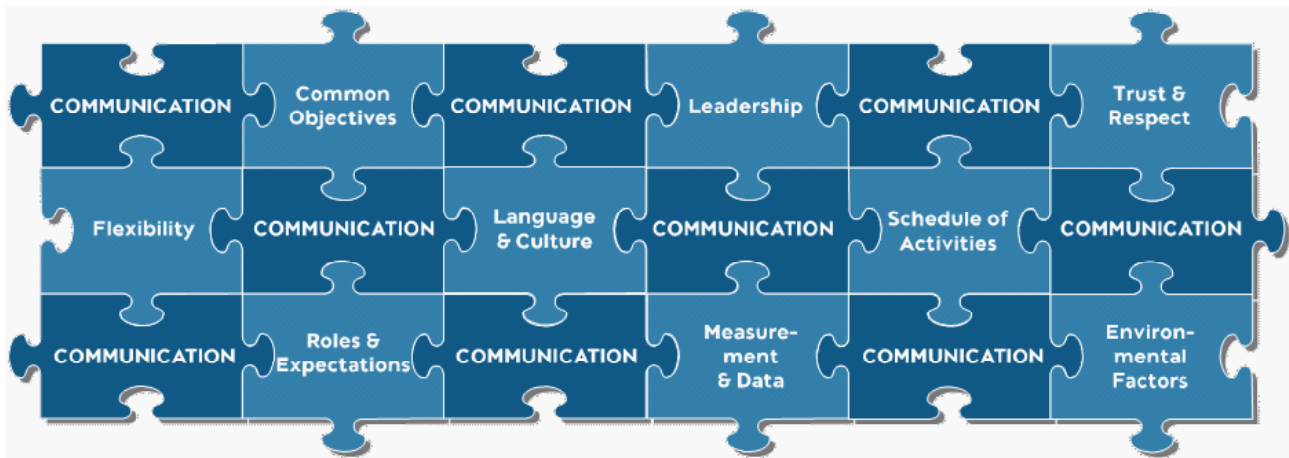 COMMUNICATION
Common
Objectives
COMMUNICATION
Leadership
COMMUNICATION
Trust &
Respect
Flexibility
COMMUNICATION
Language
& Culture
COMMUNICATION
Schedule of
Activities
COMMUNICATION
COMMUNICATION
Roles &
Expectations
COMMUNICATION
Measure-
ment
& Data
COMMUNICATION
Environ-
mental
Factors